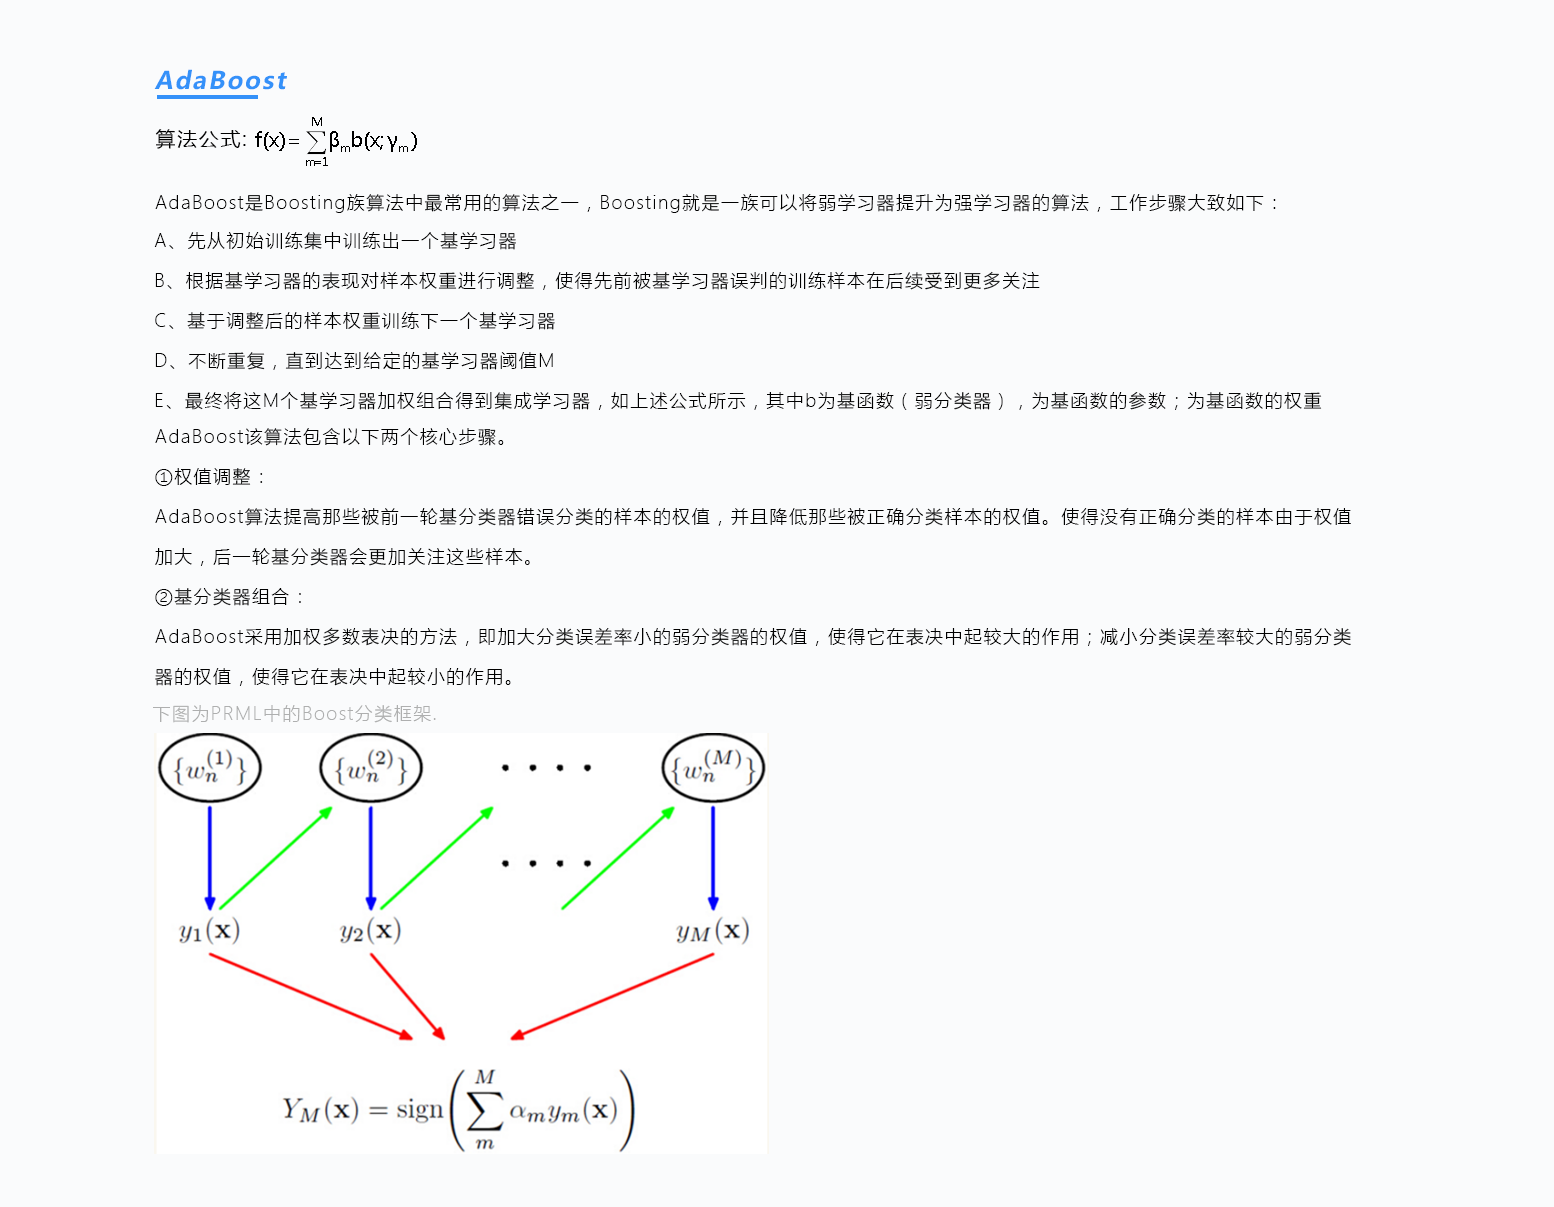 AdaBoost
算法公式: f(x)=∑_{m=1}^{M}β_m b(x;γ_m)
AdaBoost是Boosting族算法中最常用的算法之一，Boosting就是一族可以将弱学习器提升为强学习器的算法，工作步骤大致如下：
A、先从初始训练集中训练出一个基学习器
B、根据基学习器的表现对样本权重进行调整，使得先前被基学习器误判的训练样本在后续受到更多关注
C、基于调整后的样本权重训练下一个基学习器
D、不断重复，直到达到给定的基学习器阈值M
E、最终将这M个基学习器加权组合得到集成学习器，如上述公式所示，其中b为基函数（弱分类器），为基函数的参数；为基函数的权重
AdaBoost该算法包含以下两个核心步骤。
①权值调整：
AdaBoost算法提高那些被前一轮基分类器错误分类的样本的权值，并且降低那些被正确分类样本的权值。使得没有正确分类的样本由于权值
加大，后一轮基分类器会更加关注这些样本。
②基分类器组合：
AdaBoost采用加权多数表决的方法，即加大分类误差率小的弱分类器的权值，使得它在表决中起较大的作用；减小分类误差率较大的弱分类
器的权值，使得它在表决中起较小的作用。
下图为PRML中的Boost分类框架.
{w_n^{(1)}} {w_n^{(2)}} · · · · {w_n^{(M)}}
· · · ·
y_1(x) y_2(x) y_M(x)
Y_M(x) = sign(∑_m^M α_m y_m(x))